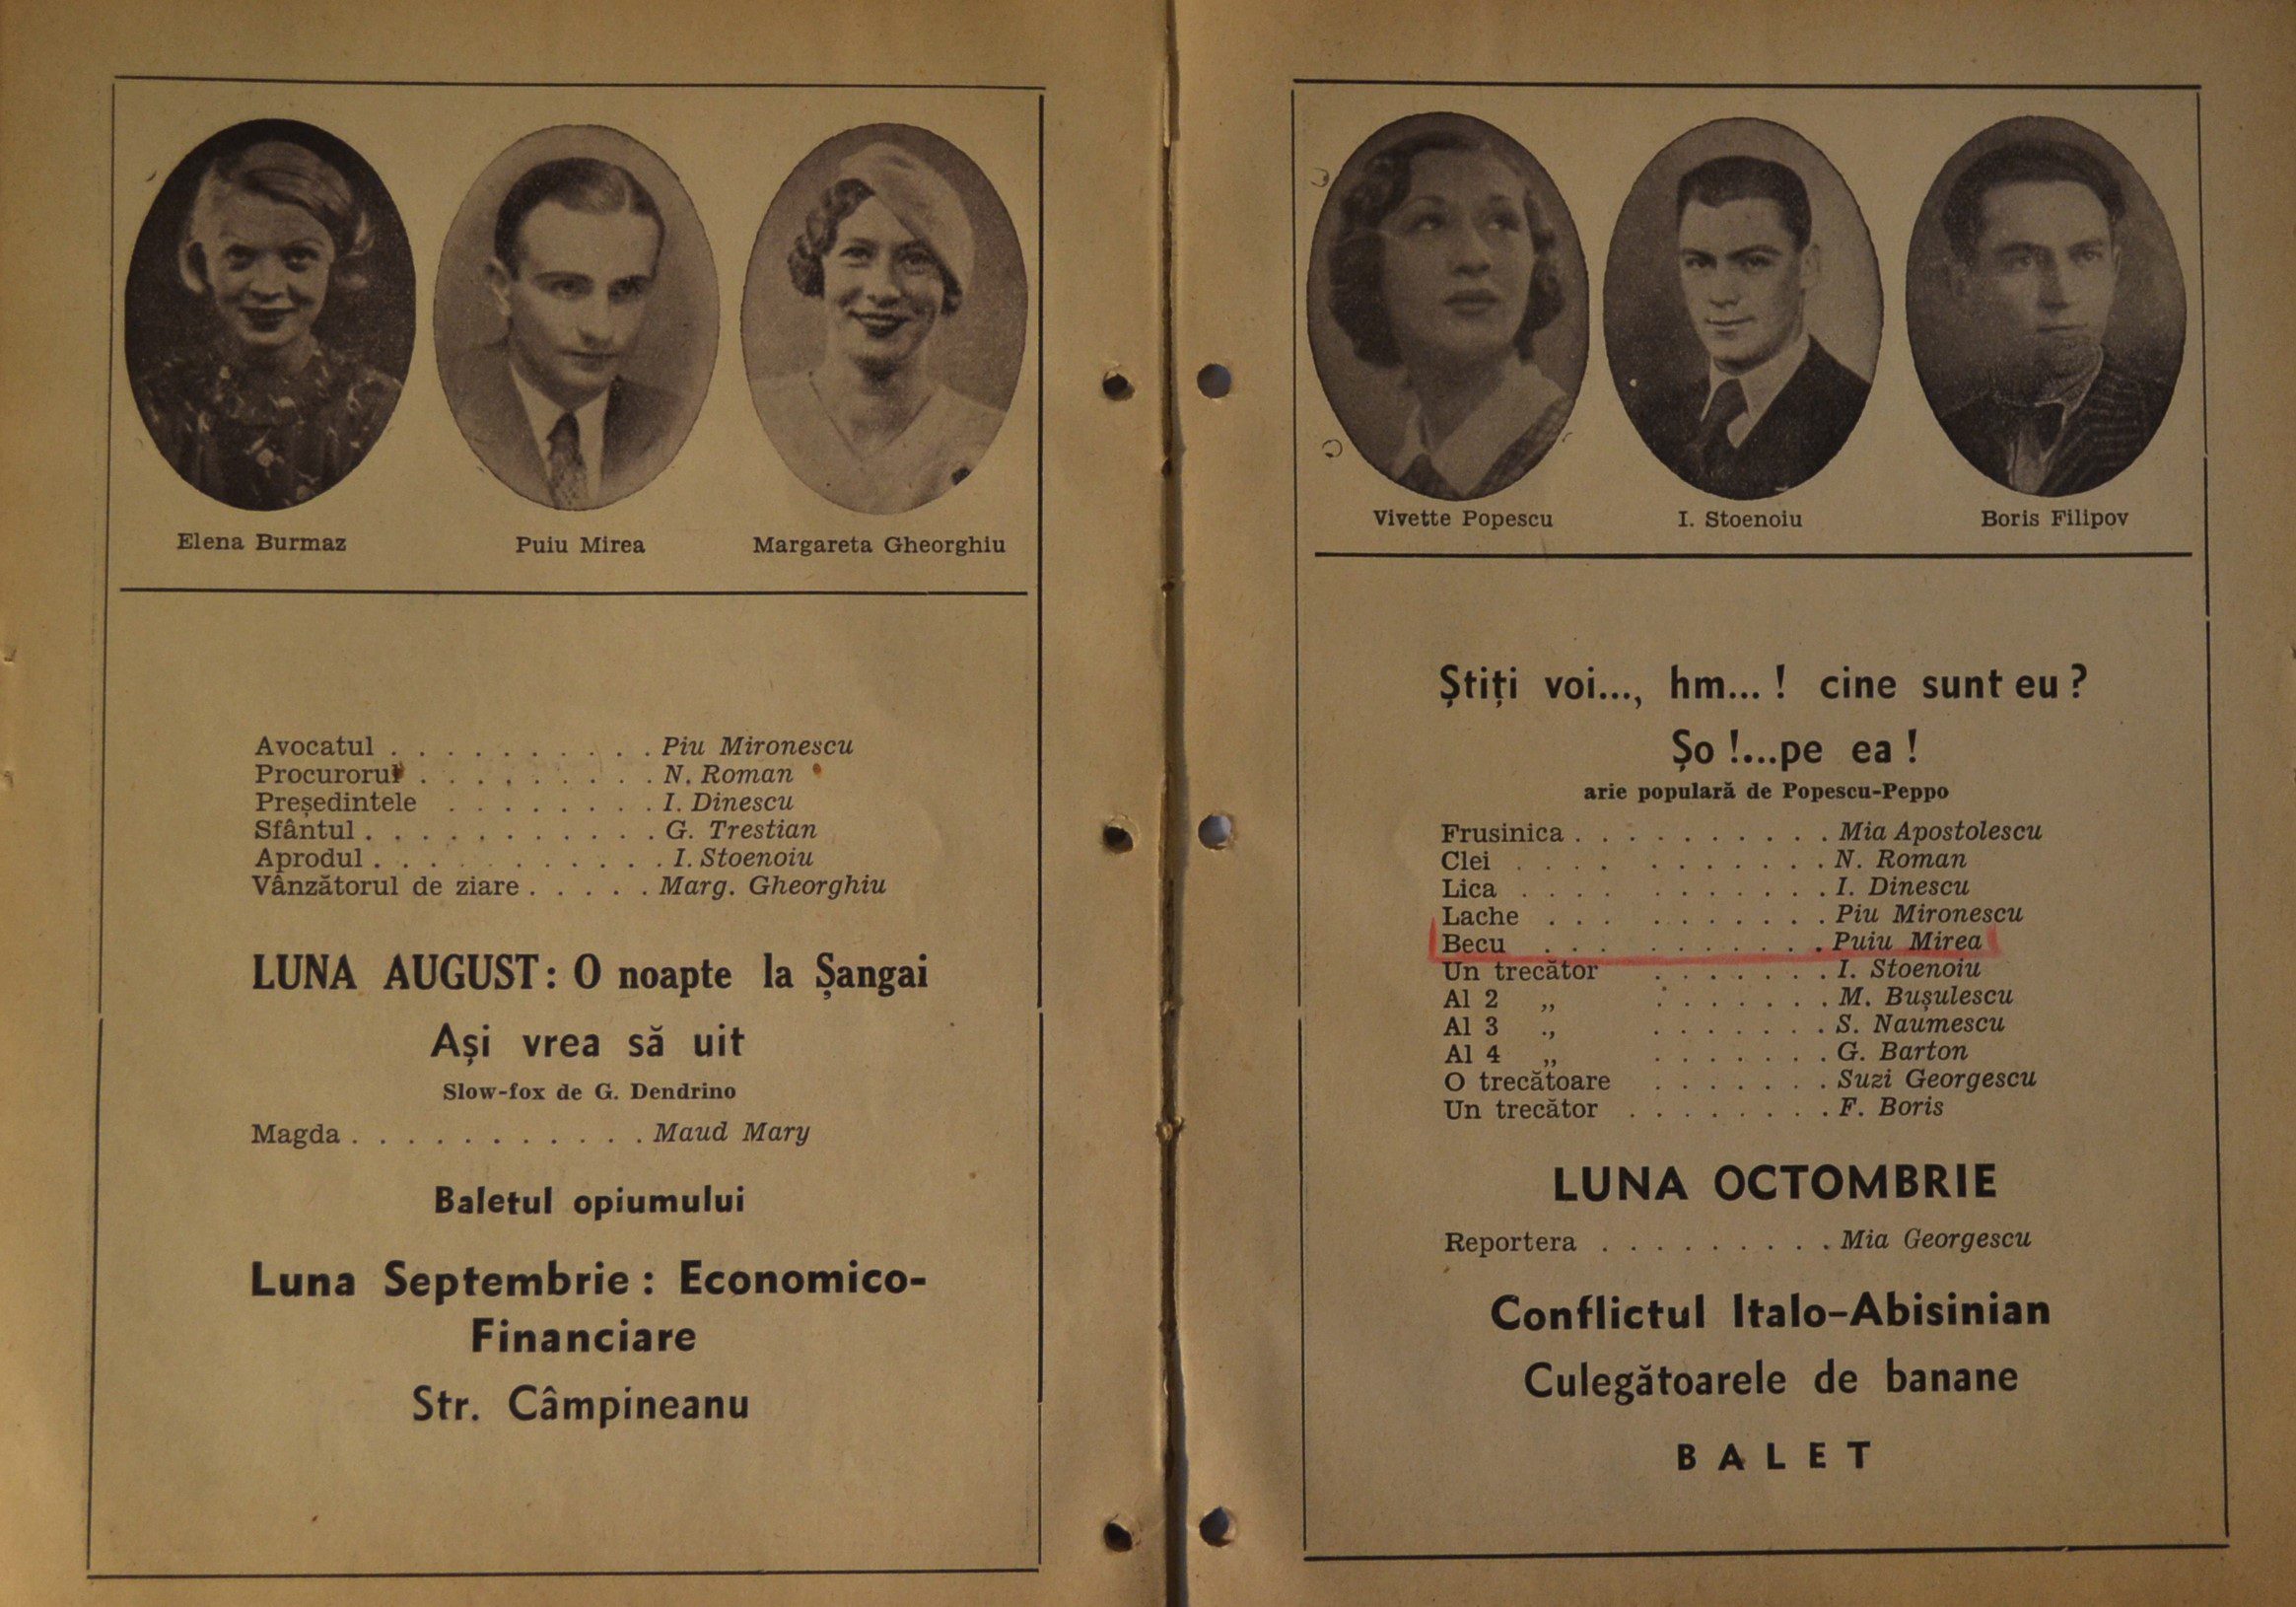 Elena Burmaz
Puiu Mirea
Margareta Gheorghiu
Avocatul . . . . . . . . . . Piu Mironescu
Procurorul . . . . . . . . . N. Roman
Președintele . . . . . . . . I. Dinescu
Sfântul . . . . . . . . . . . G. Trestian
Aprodul . . . . . . . . . . . I. Stoenoiu
Vânzătorul de ziare . . . . . Marg. Gheorghiu
LUNA AUGUST: O noapte la Șangai
Ași vrea să uit
Slow-fox de G. Dendrino
Magda . . . . . . . . . . . Maud Mary
Baletul opiumului
Luna Septembrie: Economico-
Financiare
Str. Câmpineanu
Vivette Popescu
I. Stoenoiu
Boris Filipov
Știți voi..., hm...! cine sunt eu?
Șo!...pe ea!
arie populară de Popescu-Peppo
Frusinica . . . . . . . . . . Mia Apostolescu
Clei . . . . . . . . . . . N. Roman
Lica . . . . . . . . . . . I. Dinescu
Lache . . . . . . . . . . Piu Mironescu
Becu . . . . . . . . . . Puiu Mirea
Un trecător . . . . . . . I. Stoenoiu
Al 2 „ . . . . . . . M. Bușulescu
Al 3 „ . . . . . . . S. Naumescu
Al 4 „ . . . . . . . G. Barton
O trecătoare . . . . . . . Suzi Georgescu
Un trecător . . . . . . . . F. Boris
LUNA OCTOMBRIE
Reportera . . . . . . . . . Mia Georgescu
Conflictul Italo-Abisinian
Culegătoarele de banane
BALET